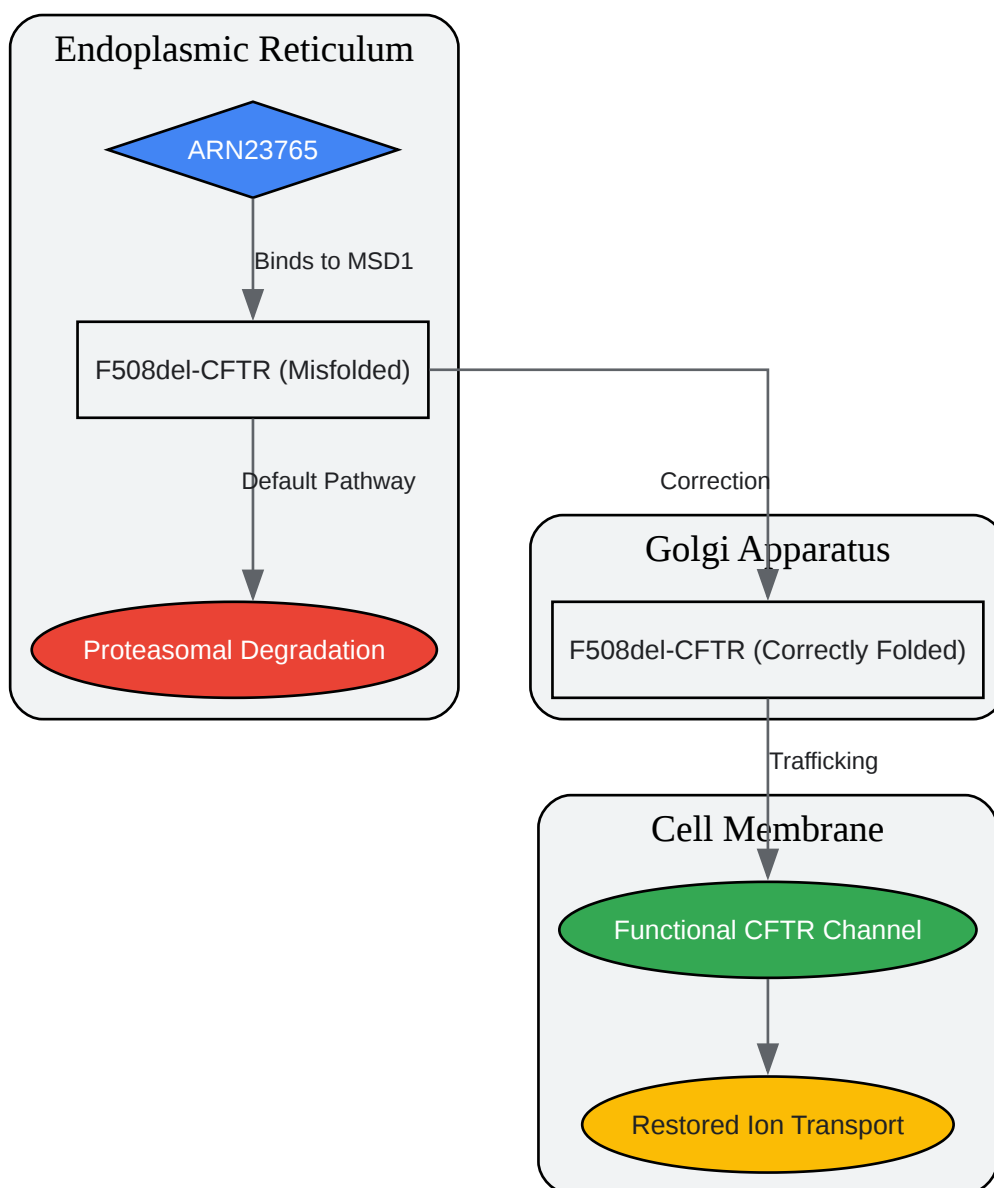 Endoplasmic Reticulum
ARN23765
Binds to MSD1
F508del-CFTR (Misfolded)
Default Pathway
Correction
Proteasomal Degradation
Golgi Apparatus
F508del-CFTR (Correctly Folded)
Trafficking
Cell Membrane
Functional CFTR Channel
Restored Ion Transport